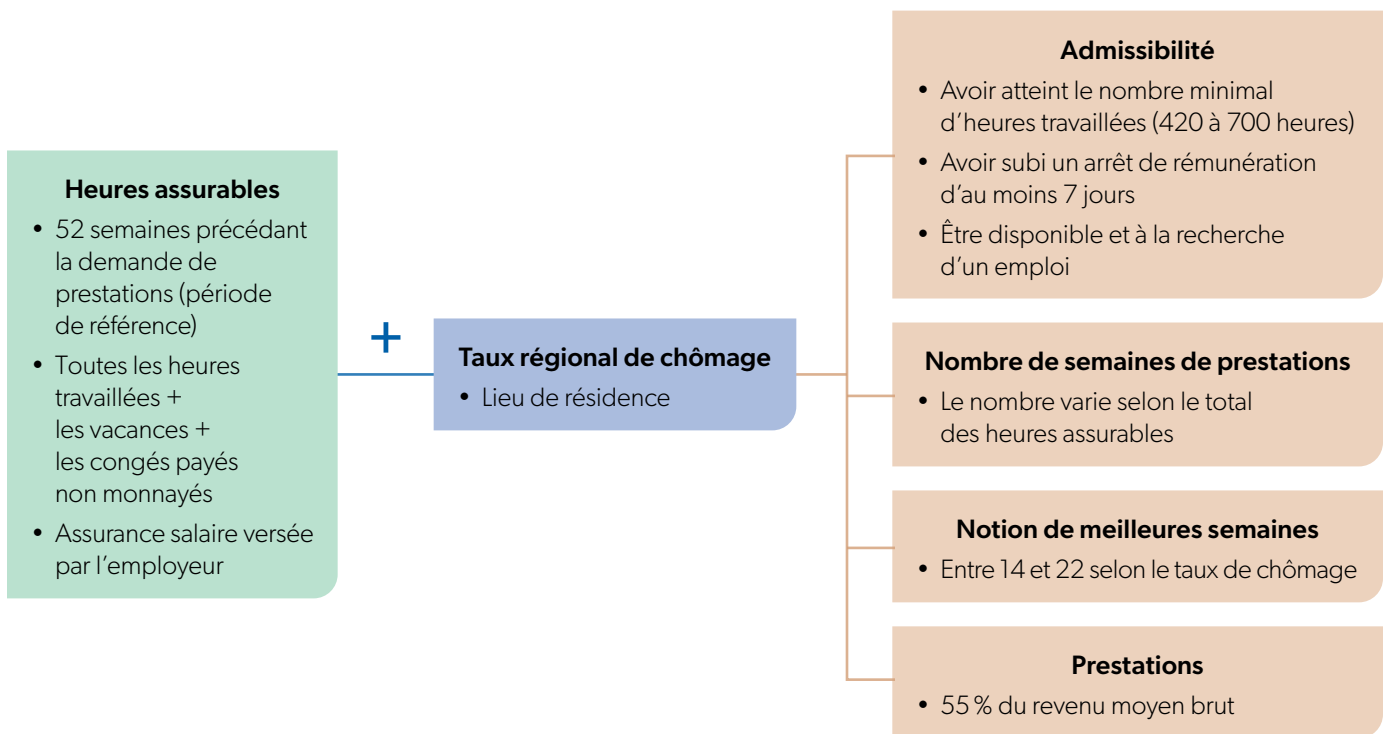 Heures assurables
• 52 semaines précédant
la demande de
prestations (période
de référence)
• Toutes les heures
travaillées +
les vacances +
les congés payés
non monnayés
• Assurance salaire versée
par l'employeur
+
Taux régional de chômage
• Lieu de résidence
Admissibilité
• Avoir atteint le nombre minimal
d'heures travaillées (420 à 700 heures)
• Avoir subi un arrêt de rémunération
d'au moins 7 jours
• Être disponible et à la recherche
d'un emploi
Nombre de semaines de prestations
• Le nombre varie selon le total
des heures assurables
Notion de meilleures semaines
• Entre 14 et 22 selon le taux de chômage
Prestations
• 55 % du revenu moyen brut